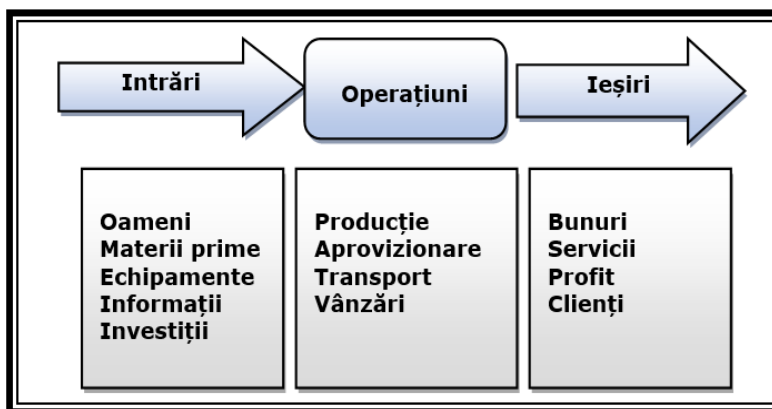 Intrări
Operațiuni
Ieșiri
Oameni
Materii prime
Echipamente
Informații
Investiții
Producție
Aprovizionare
Transport
Vânzări
Bunuri
Servicii
Profit
Clienți